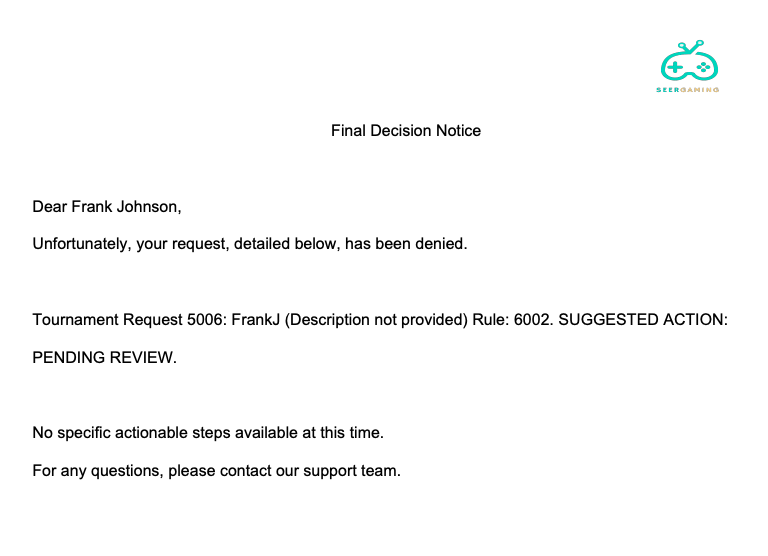 SEERGAMING
Final Decision Notice
Dear Frank Johnson,
Unfortunately, your request, detailed below, has been denied.
Tournament Request 5006: FrankJ (Description not provided) Rule: 6002. SUGGESTED ACTION:
PENDING REVIEW.
No specific actionable steps available at this time.
For any questions, please contact our support team.